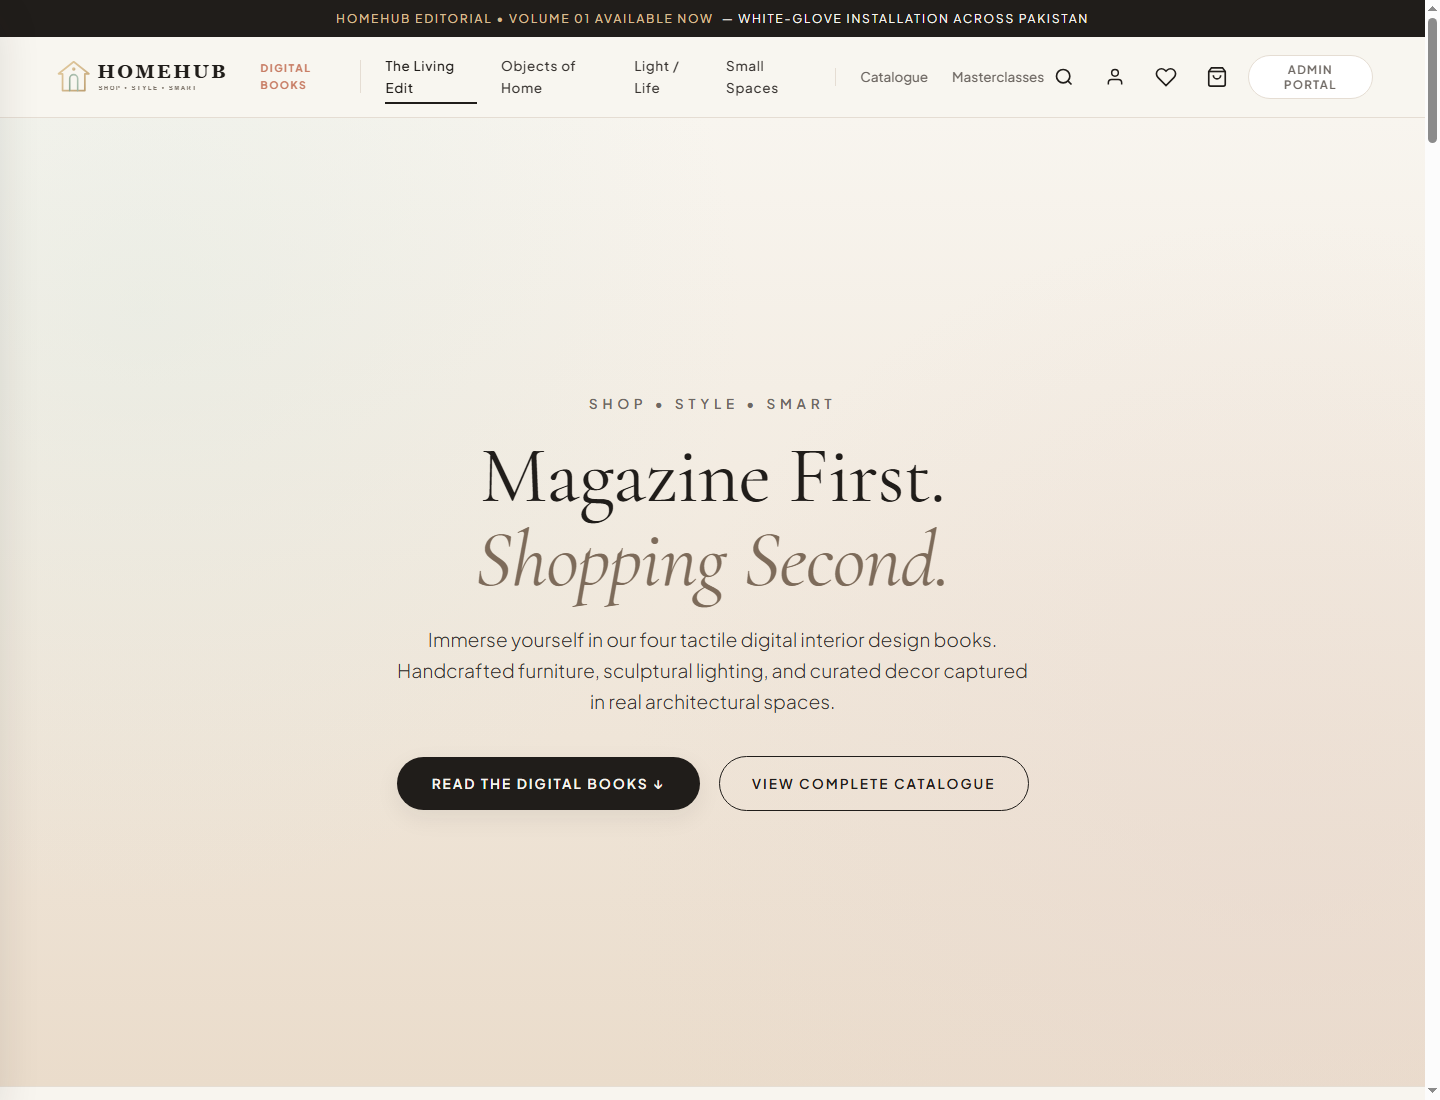 HOMEHUB EDITORIAL • VOLUME 01 AVAILABLE NOW — WHITE-GLOVE INSTALLATION ACROSS PAKISTAN
HOMEHUB
SHOP • STYLE • SMART
DIGITAL
BOOKS
The Living
Edit
Objects of
Home
Light /
Life
Small
Spaces
Catalogue
Masterclasses
ADMIN
PORTAL
SHOP • STYLE • SMART
Magazine First.
Shopping Second.
Immerse yourself in our four tactile digital interior design books.
Handcrafted furniture, sculptural lighting, and curated decor captured
in real architectural spaces.
READ THE DIGITAL BOOKS ↓
VIEW COMPLETE CATALOGUE